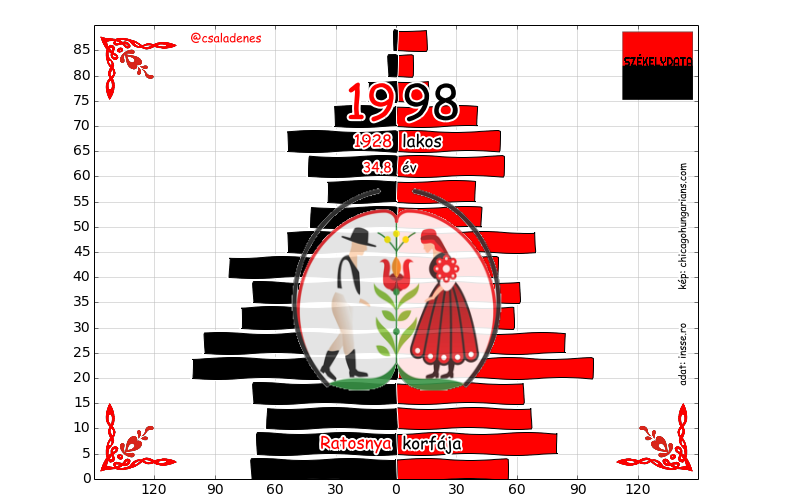 @csaladenes
SZÉKELYDATA
1998
1928 lakos
34.8 év
kép: chicagohungarians.com
adat: insse.ro
Ratosnya korfája
85
80
75
70
65
60
55
50
45
40
35
30
25
20
15
10
5
0
120 90 60 30 0 30 60 90 120